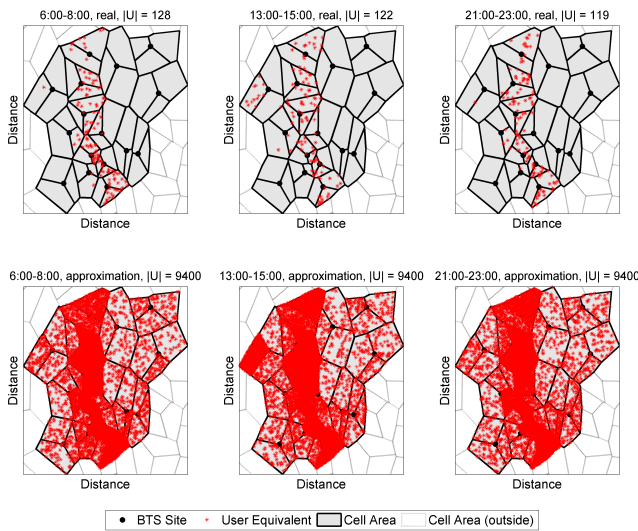 6:00-8:00, real, |U| = 128
13:00-15:00, real, |U| = 122
21:00-23:00, real, |U| = 119
Distance
Distance
Distance
Distance
Distance
Distance
6:00-8:00, approximation, |U| = 9400
13:00-15:00, approximation, |U| = 9400
21:00-23:00, approximation, |U| = 9400
Distance
Distance
Distance
Distance
Distance
Distance
BTS Site
User Equivalent
Cell Area
Cell Area (outside)